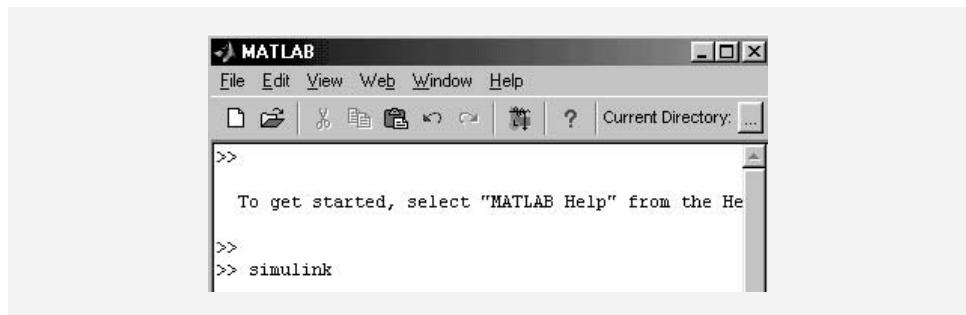 MATLAB
File Edit View Web Window Help
? Current Directory: ...
>>
To get started, select "MATLAB Help" from the He
>>
>> simulink